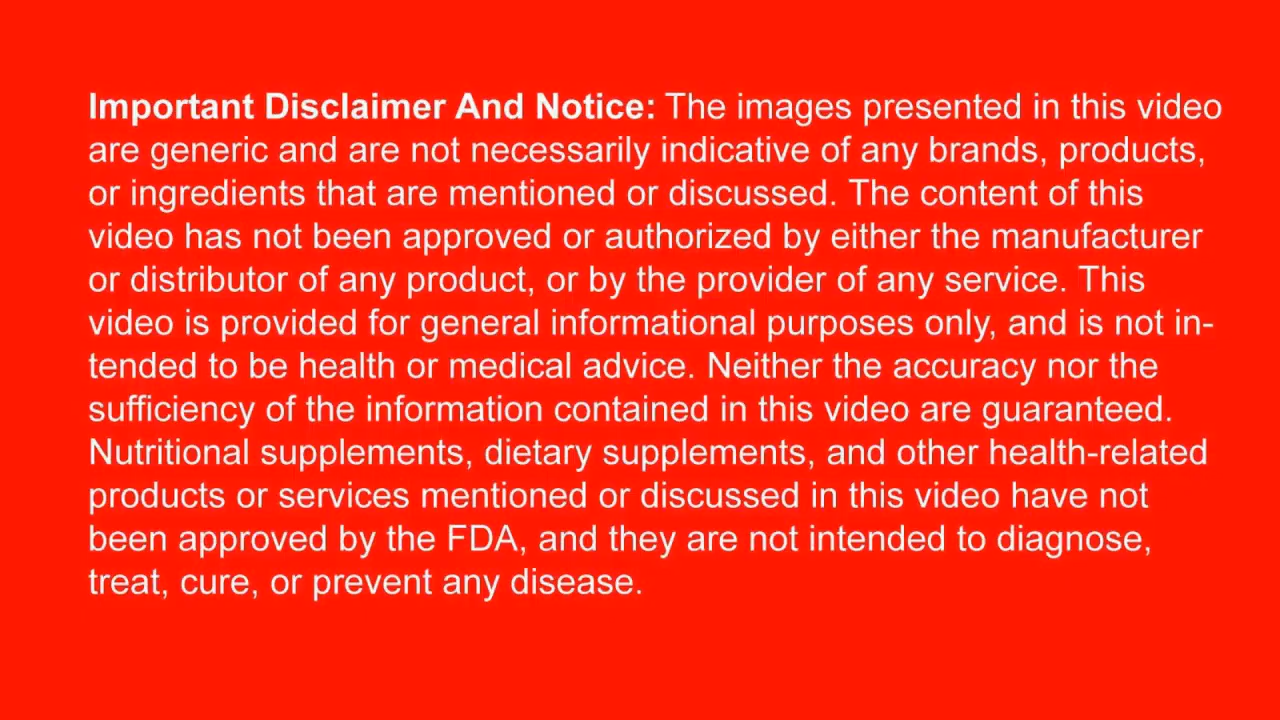 Important Disclaimer And Notice: The images presented in this video
are generic and are not necessarily indicative of any brands, products,
or ingredients that are mentioned or discussed. The content of this
video has not been approved or authorized by either the manufacturer
or distributor of any product, or by the provider of any service. This
video is provided for general informational purposes only, and is not in-
tended to be health or medical advice. Neither the accuracy nor the
sufficiency of the information contained in this video are guaranteed.
Nutritional supplements, dietary supplements, and other health-related
products or services mentioned or discussed in this video have not
been approved by the FDA, and they are not intended to diagnose,
treat, cure, or prevent any disease.